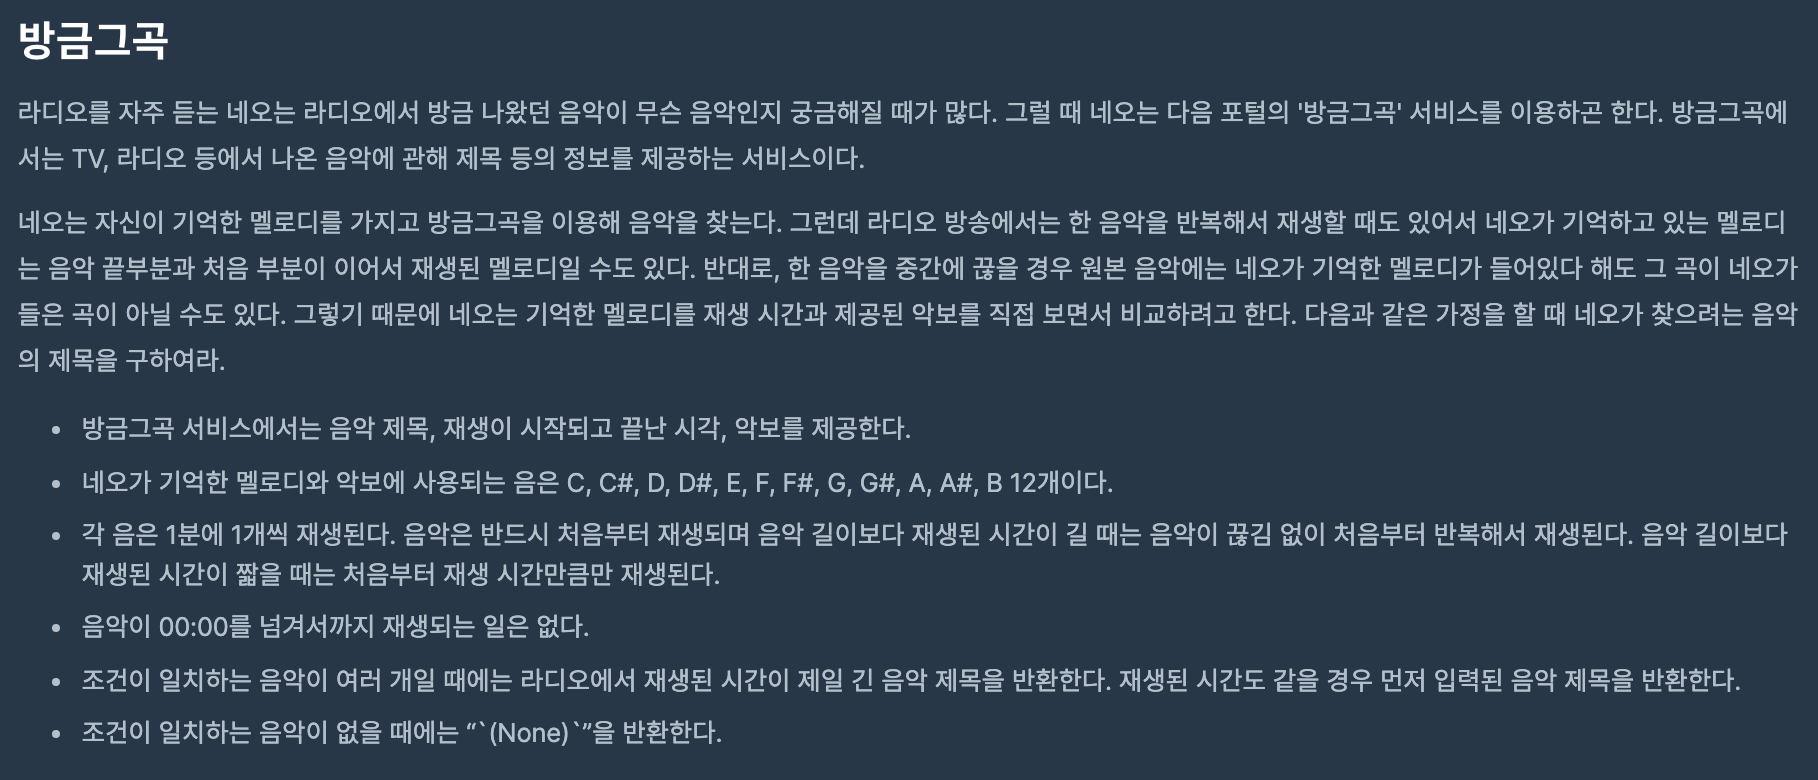 방금그곡
라디오를 자주 듣는 네오는 라디오에서 방금 나왔던 음악이 무슨 음악인지 궁금해질 때가 많다. 그럴 때 네오는 다음 포털의 '방금그곡' 서비스를 이용하곤 한다. 방금그곡에
서는 TV, 라디오 등에서 나온 음악에 관해 제목 등의 정보를 제공하는 서비스이다.
네오는 자신이 기억한 멜로디를 가지고 방금그곡을 이용해 음악을 찾는다. 그런데 라디오 방송에서는 한 음악을 반복해서 재생할 때도 있어서 네오가 기억하고 있는 멜로디
는 음악 끝부분과 처음 부분이 이어서 재생된 멜로디일 수도 있다. 반대로, 한 음악을 중간에 끊을 경우 원본 음악에는 네오가 기억한 멜로디가 들어있다 해도 그 곡이 네오가
들은 곡이 아닐 수도 있다. 그렇기 때문에 네오는 기억한 멜로디를 재생 시간과 제공된 악보를 직접 보면서 비교하려고 한다. 다음과 같은 가정을 할 때 네오가 찾으려는 음악
의 제목을 구하여라.
• 방금그곡 서비스에서는 음악 제목, 재생이 시작되고 끝난 시각, 악보를 제공한다.
• 네오가 기억한 멜로디와 악보에 사용되는 음은 C, C#, D, D#, E, F, F#, G, G#, A, A#, B 12개이다.
• 각 음은 1분에 1개씩 재생된다. 음악은 반드시 처음부터 재생되며 음악 길이보다 재생된 시간이 길 때는 음악이 끊김 없이 처음부터 반복해서 재생된다. 음악 길이보다
재생된 시간이 짧을 때는 처음부터 재생 시간만큼만 재생된다.
• 음악이 00:00를 넘겨서까지 재생되는 일은 없다.
• 조건이 일치하는 음악이 여러 개일 때에는 라디오에서 재생된 시간이 제일 긴 음악 제목을 반환한다. 재생된 시간도 같을 경우 먼저 입력된 음악 제목을 반환한다.
• 조건이 일치하는 음악이 없을 때에는 “`(None)`”을 반환한다.